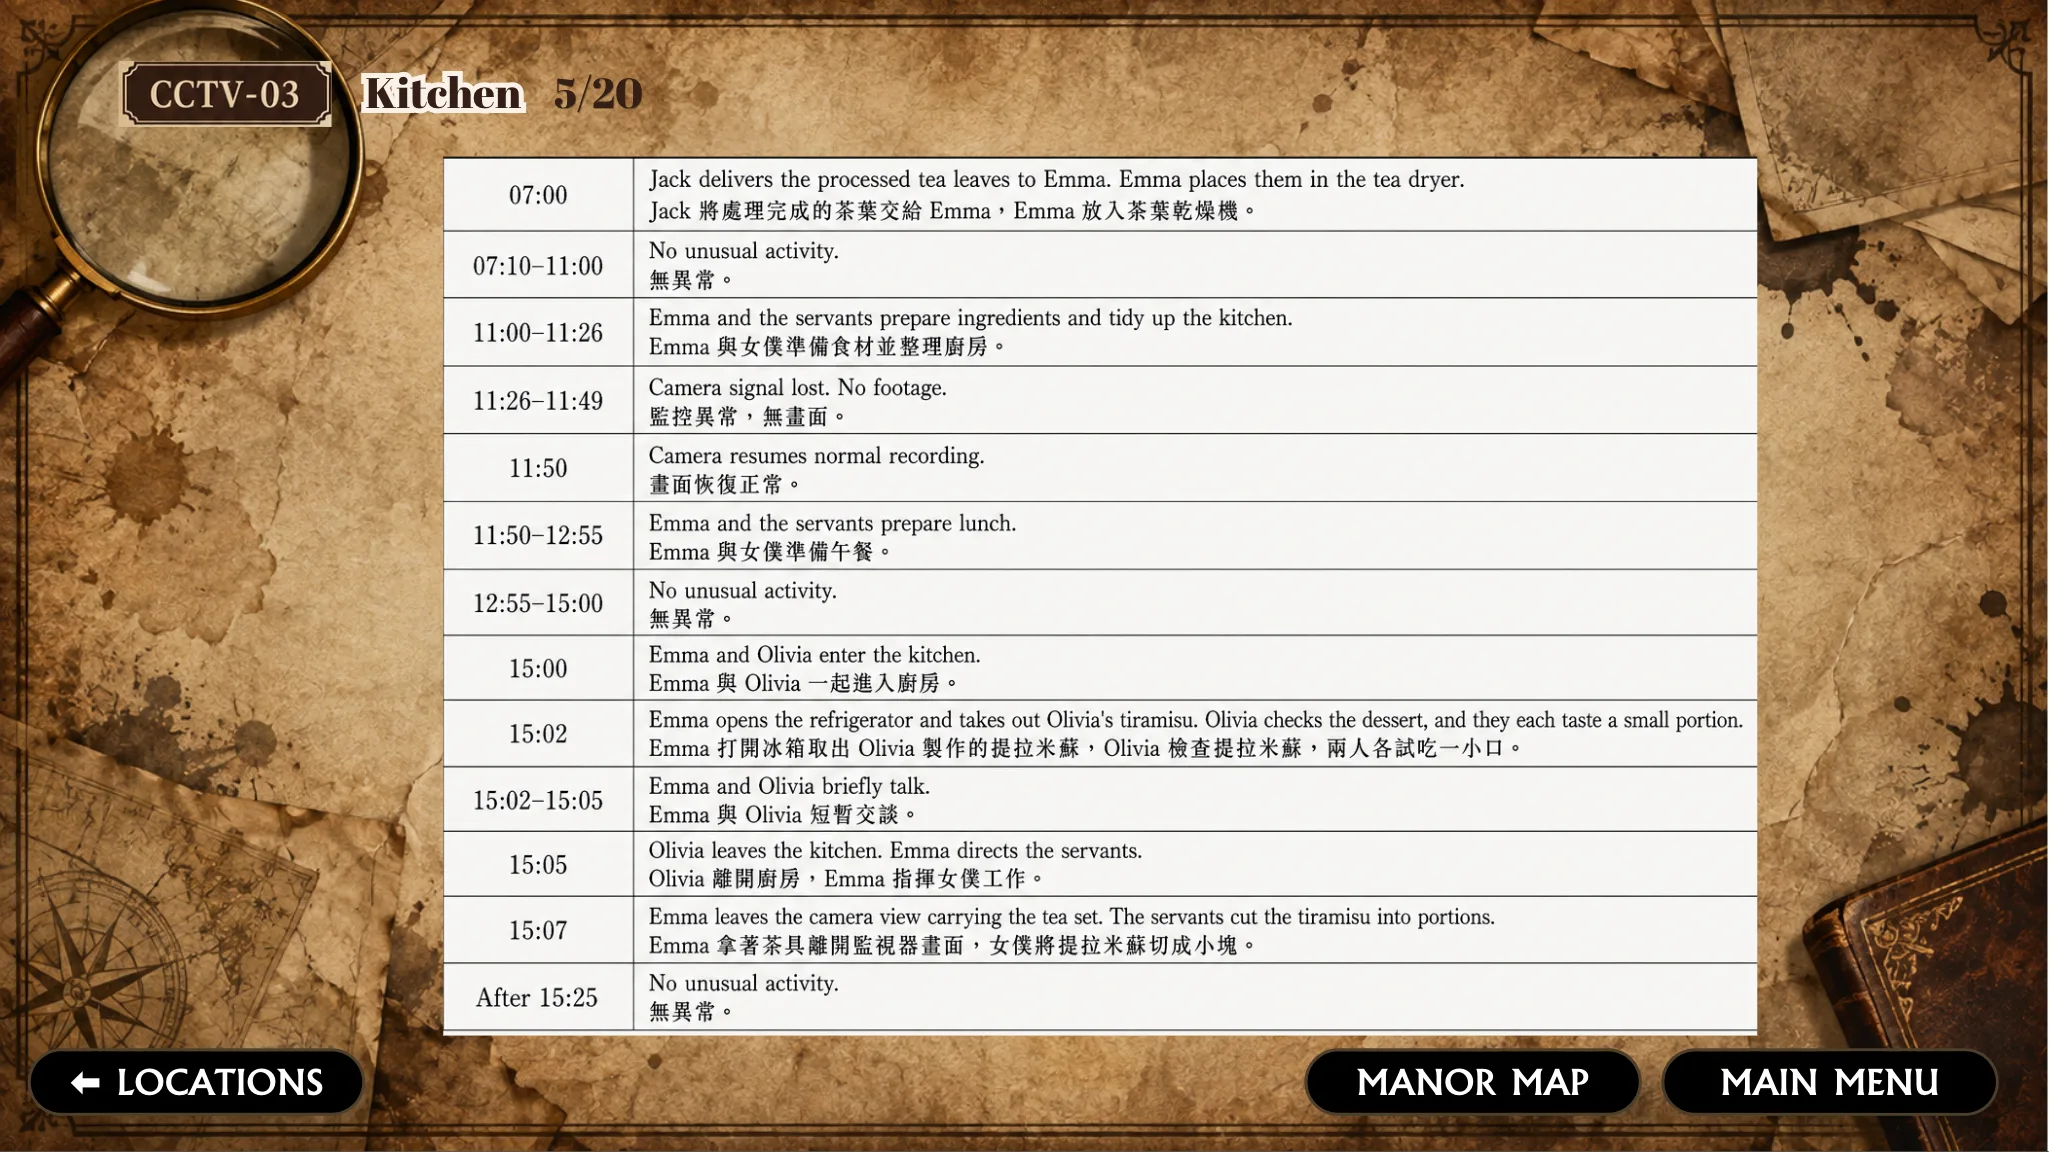 CCTV-03 Kitchen 5/20
07:00
Jack delivers the processed tea leaves to Emma. Emma places them in the tea dryer.
Jack 將處理完成的茶葉交給 Emma，Emma 放入茶葉乾燥機。
07:10–11:00
No unusual activity.
無異常。
11:00–11:26
Emma and the servants prepare ingredients and tidy up the kitchen.
Emma 與女僕準備食材並整理廚房。
11:26–11:49
Camera signal lost. No footage.
監控異常，無畫面。
11:50
Camera resumes normal recording.
畫面恢復正常。
11:50–12:55
Emma and the servants prepare lunch.
Emma 與女僕準備午餐。
12:55–15:00
No unusual activity.
無異常。
15:00
Emma and Olivia enter the kitchen.
Emma 與 Olivia 一起進入廚房。
15:02
Emma opens the refrigerator and takes out Olivia's tiramisu. Olivia checks the dessert, and they each taste a small portion.
Emma 打開冰箱取出 Olivia 製作的提拉米蘇，Olivia 檢查提拉米蘇，兩人各試吃一小口。
15:02–15:05
Emma and Olivia briefly talk.
Emma 與 Olivia 短暫交談。
15:05
Olivia leaves the kitchen. Emma directs the servants.
Olivia 離開廚房，Emma 指揮女僕工作。
15:07
Emma leaves the camera view carrying the tea set. The servants cut the tiramisu into portions.
Emma 拿著茶具離開監視器畫面，女僕將提拉米蘇切成小塊。
After 15:25
No unusual activity.
無異常。
LOCATIONS
MANOR MAP
MAIN MENU